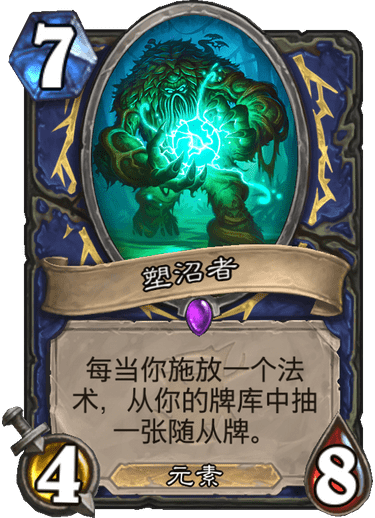 7
塑沼者
每当你施放一个法
术，从你的牌库中抽
一张随从牌。
元素
4
8